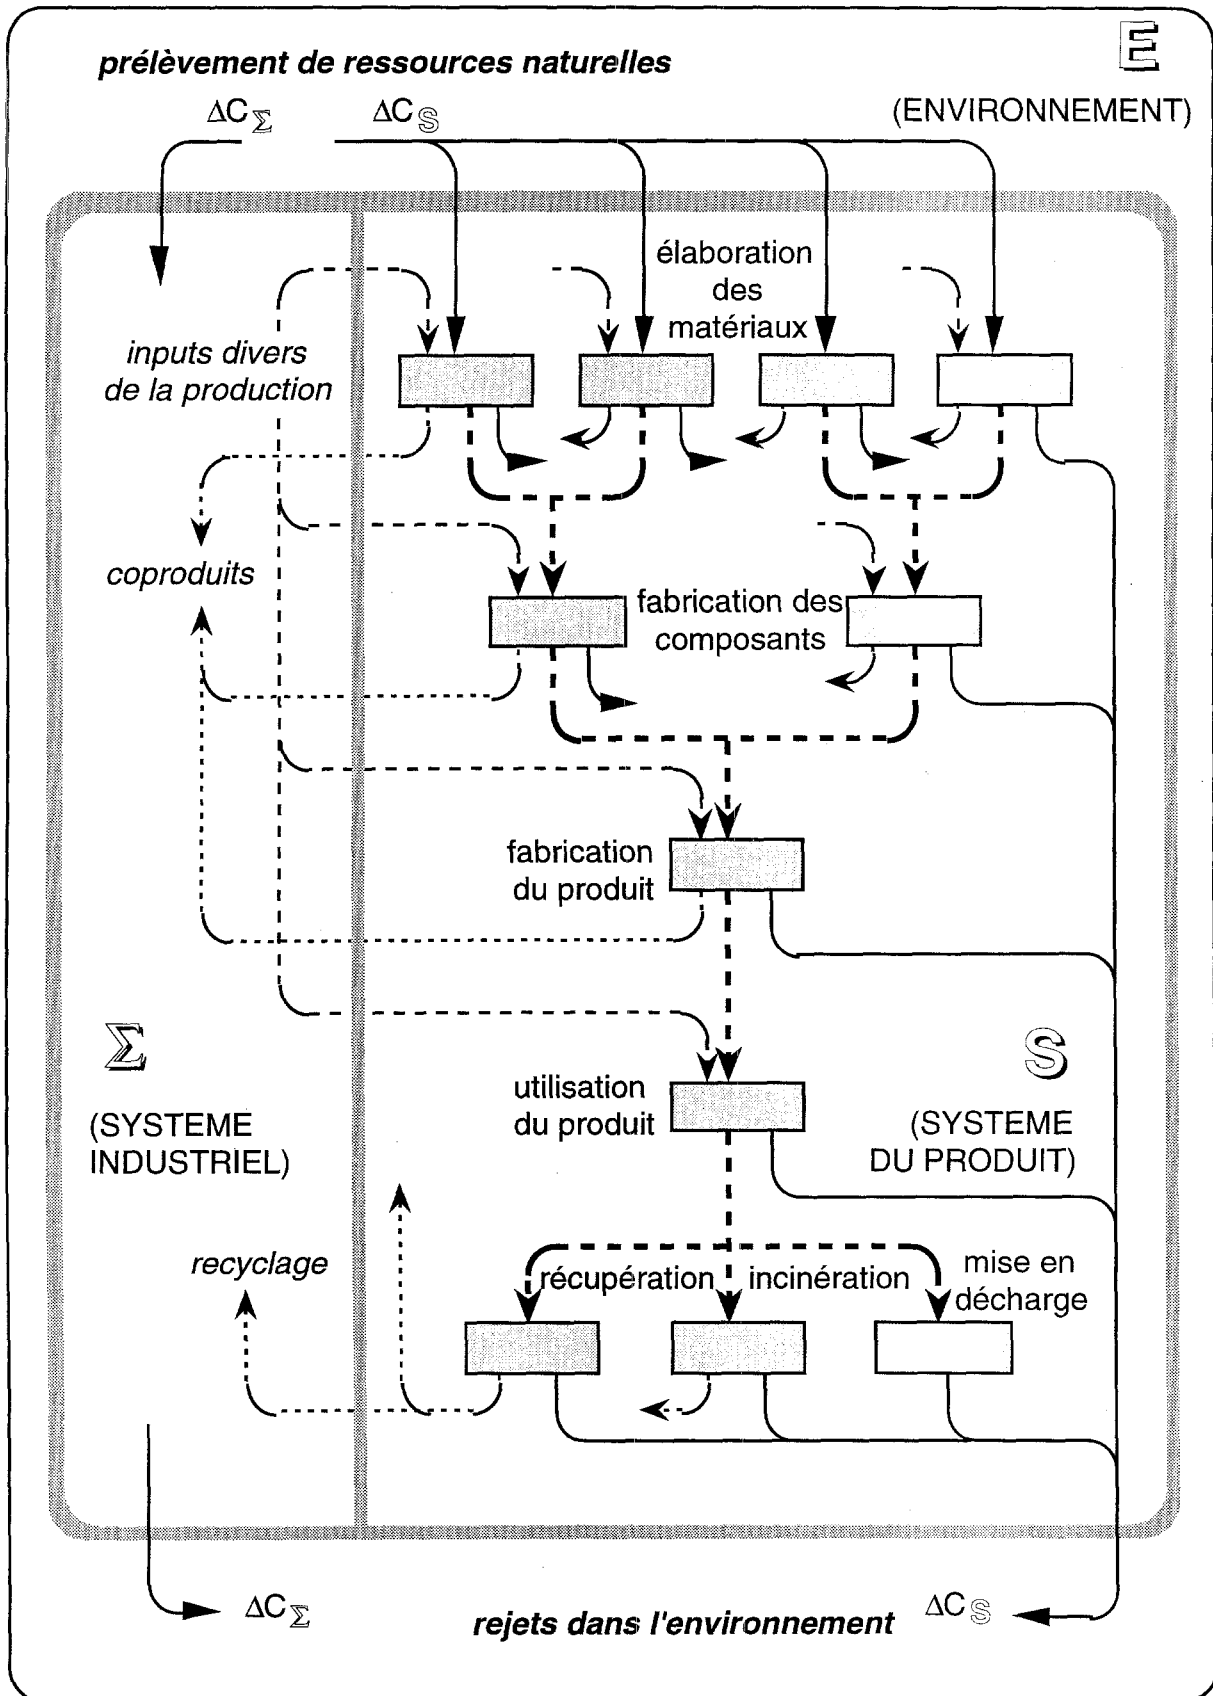 E
prélèvement de ressources naturelles
ΔC Σ
ΔC S
(ENVIRONNEMENT)
élaboration
des
matériaux
inputs divers
de la production
coproduits
fabrication des
composants
fabrication
du produit
Σ
S
utilisation
du produit
(SYSTEME
INDUSTRIEL)
(SYSTEME
DU PRODUIT)
recyclage
récupération
incinération
mise en
décharge
ΔC Σ
rejets dans l'environnement
ΔC S